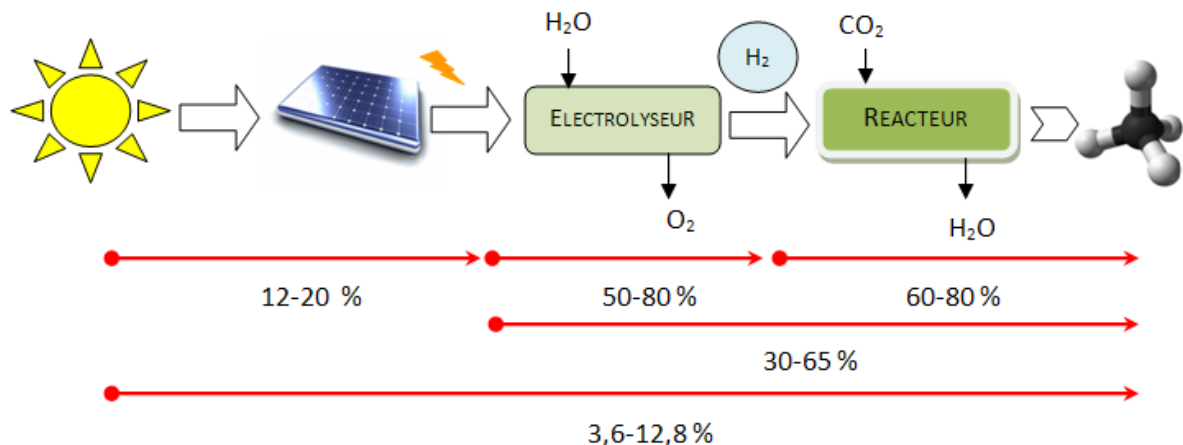 H₂O
H₂
CO₂
ELECTROLYSEUR
REACTEUR
O₂
H₂O
12-20 %
50-80 %
60-80 %
30-65 %
3,6-12,8 %